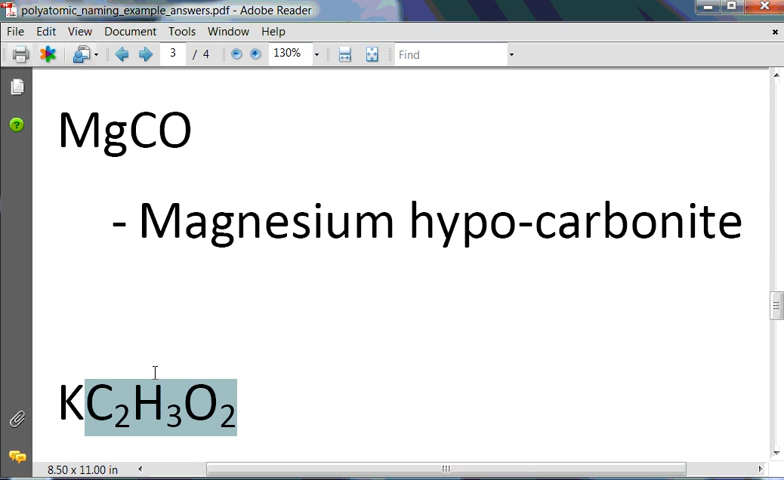 polyatomic_naming_example_answers.pdf - Adobe Reader
File Edit View Document Tools Window Help
3 / 4 130% Find
MgCO
- Magnesium hypo-carbonite
KC₂H₃O₂
8.50 x 11.00 in